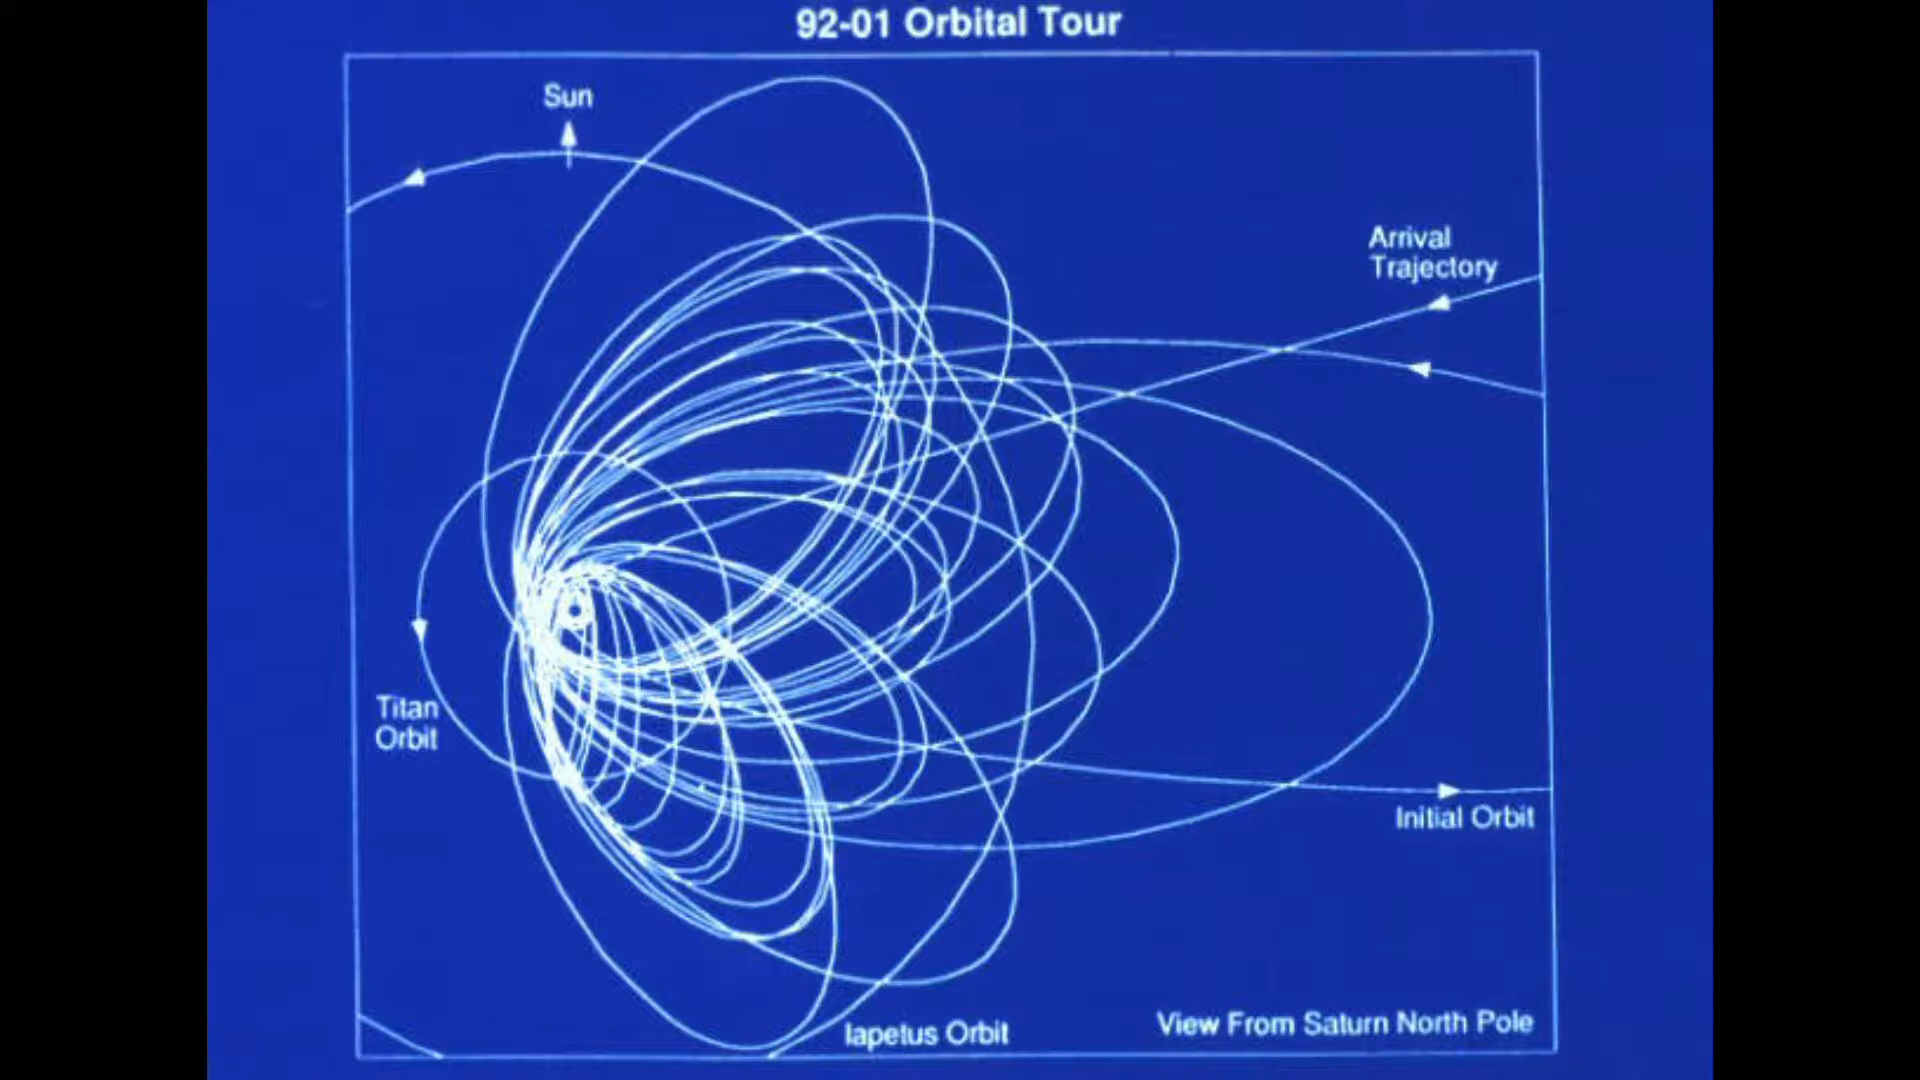 92-01 Orbital Tour
Sun
Arrival
Trajectory
Titan
Orbit
Initial Orbit
Iapetus Orbit
View From Saturn North Pole